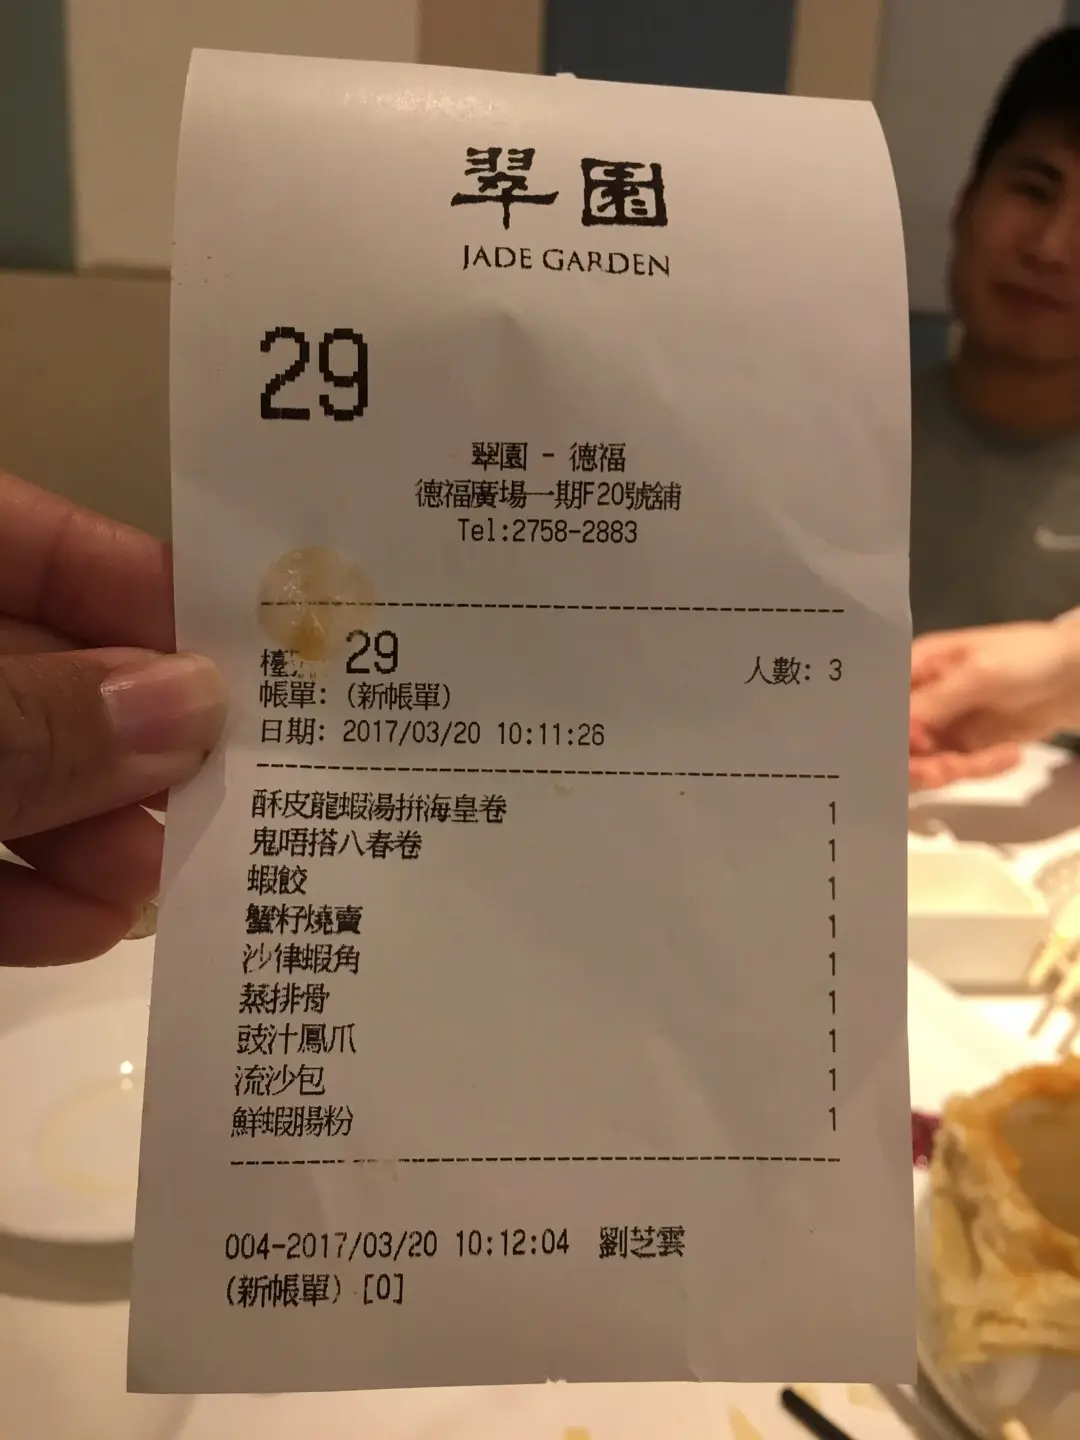 翠園
JADE GARDEN
29
翠園 - 德福
德福廣場一期F20號舖
Tel:2758-2883
檯 29 人數: 3
帳單: (新帳單)
日期: 2017/03/20 10:11:26
酥皮龍蝦湯拼海皇卷 1
鬼唔搭八春卷 1
蝦餃 1
蟹籽燒賣 1
沙律蝦角 1
蒸排骨 1
豉汁鳳爪 1
流沙包 1
鮮蝦腸粉 1
004-2017/03/20 10:12:04 劉芝雲
(新帳單) [0]